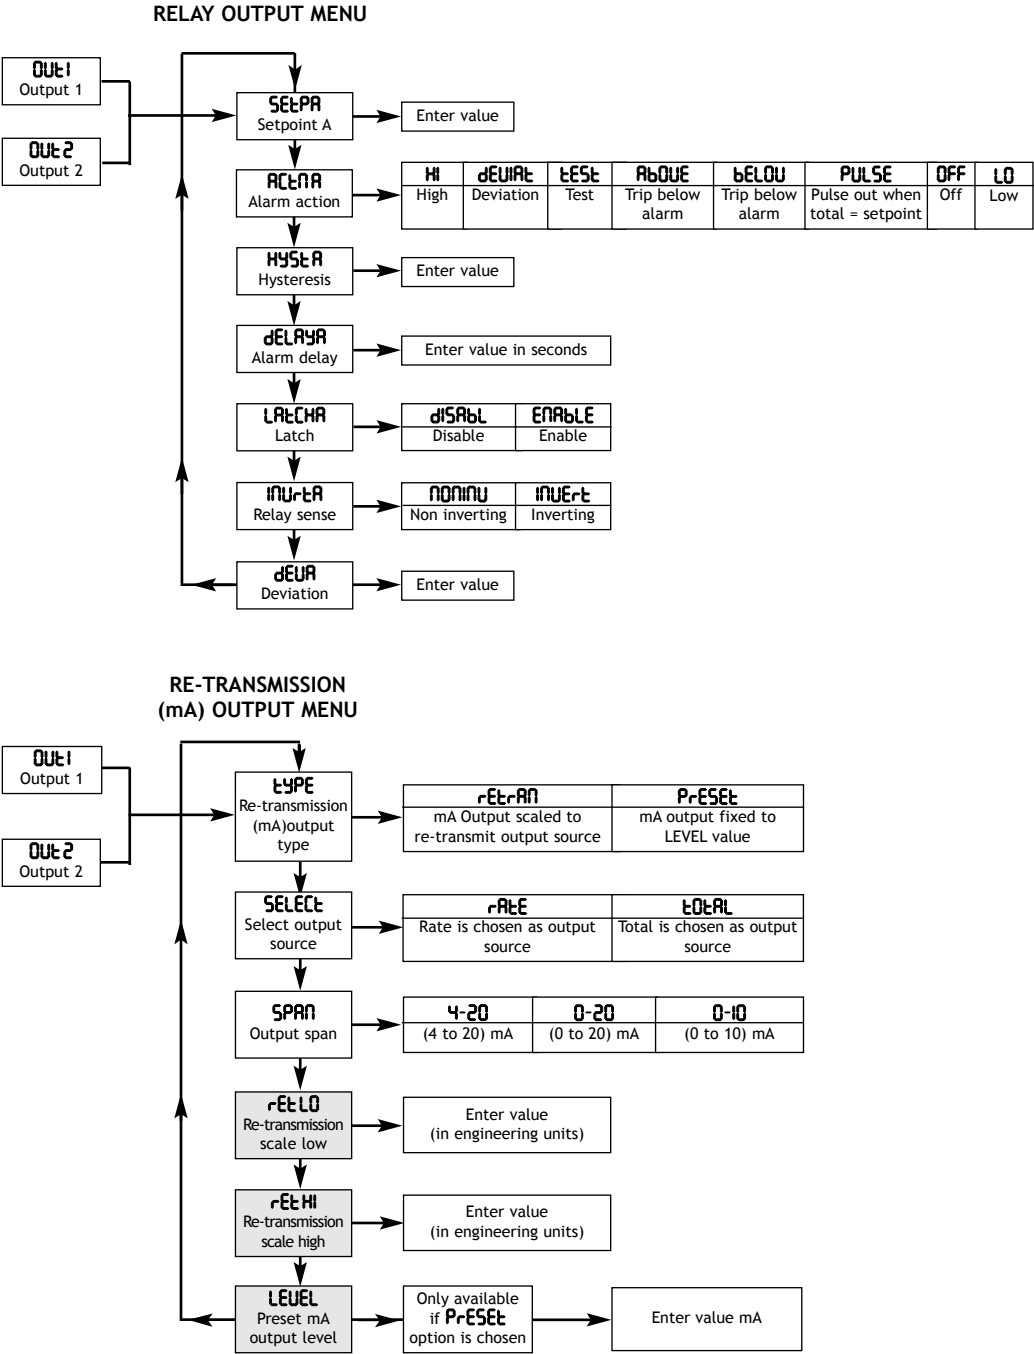 RELAY OUTPUT MENU
OUt1
Output 1
OUt2
Output 2
SEtPA
Setpoint A
Enter value
ACtnA
Alarm action
HI
High
dEVIAt
Deviation
tESt
Test
AbOVE
Trip below
alarm
bELOU
Trip below
alarm
PULSE
Pulse out when
total = setpoint
OFF
Off
LO
Low
HYStA
Hysteresis
Enter value
dELAYA
Alarm delay
Enter value in seconds
LAtCHA
Latch
dISAbL
Disable
EnAbLE
Enable
InVrtA
Relay sense
nOnInV
Non inverting
InVErt
Inverting
dEVA
Deviation
Enter value
RE-TRANSMISSION
(mA) OUTPUT MENU
OUt1
Output 1
OUt2
Output 2
tYPE
Re-transmission
(mA)output
type
rEtrAn
mA Output scaled to
re-transmit output source
PrESEt
mA output fixed to
LEVEL value
SELECt
Select output
source
rAtE
Rate is chosen as output
source
tOtAL
Total is chosen as output
source
SPAn
Output span
4-20
(4 to 20) mA
0-20
(0 to 20) mA
0-10
(0 to 10) mA
rEt LO
Re-transmission
scale low
Enter value
(in engineering units)
rEt HI
Re-transmission
scale high
Enter value
(in engineering units)
LEVEL
Preset mA
output level
Only available
if PrESEt
option is chosen
Enter value mA